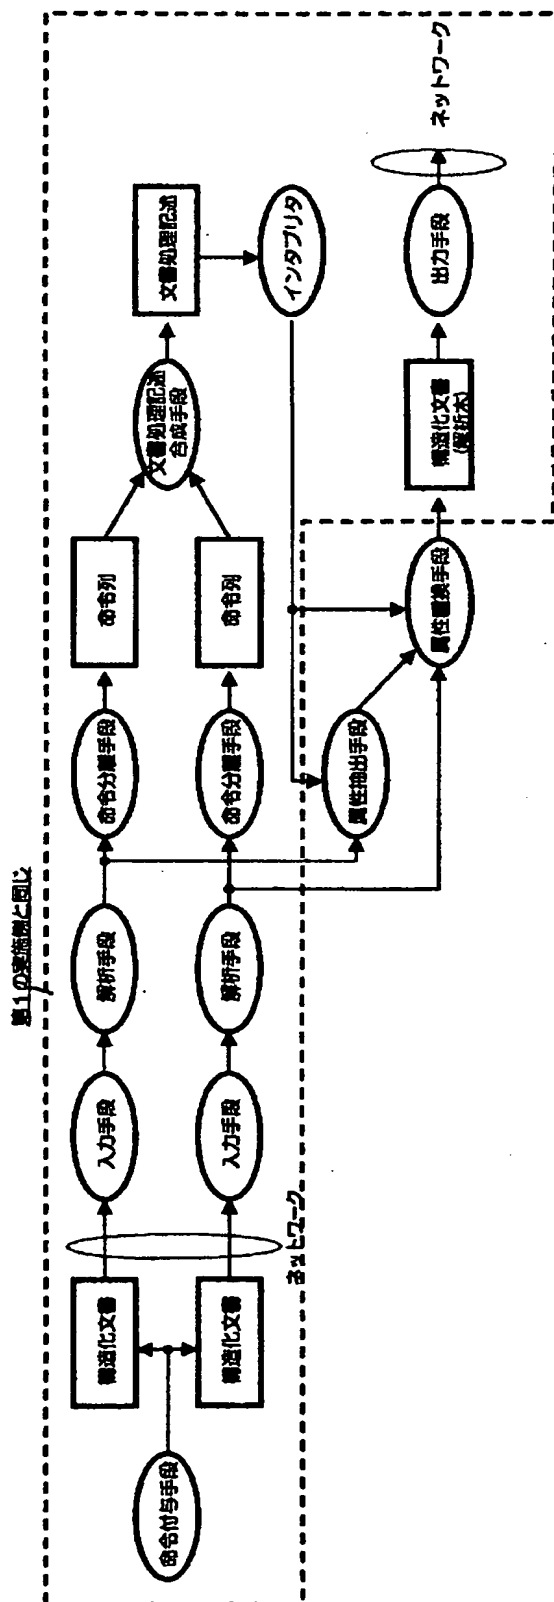 第1の実施例と同じ
命令付与手段
構造化文書
構造化文書
ネットワーク
入力手段
入力手段
解析手段
解析手段
命令分離手段
命令分離手段
命令列
命令列
文書処理記述
合成手段
文書処理記述
インタプリタ
属性抽出手段
属性置換手段
構造化文書
(解析木)
出力手段
ネットワーク